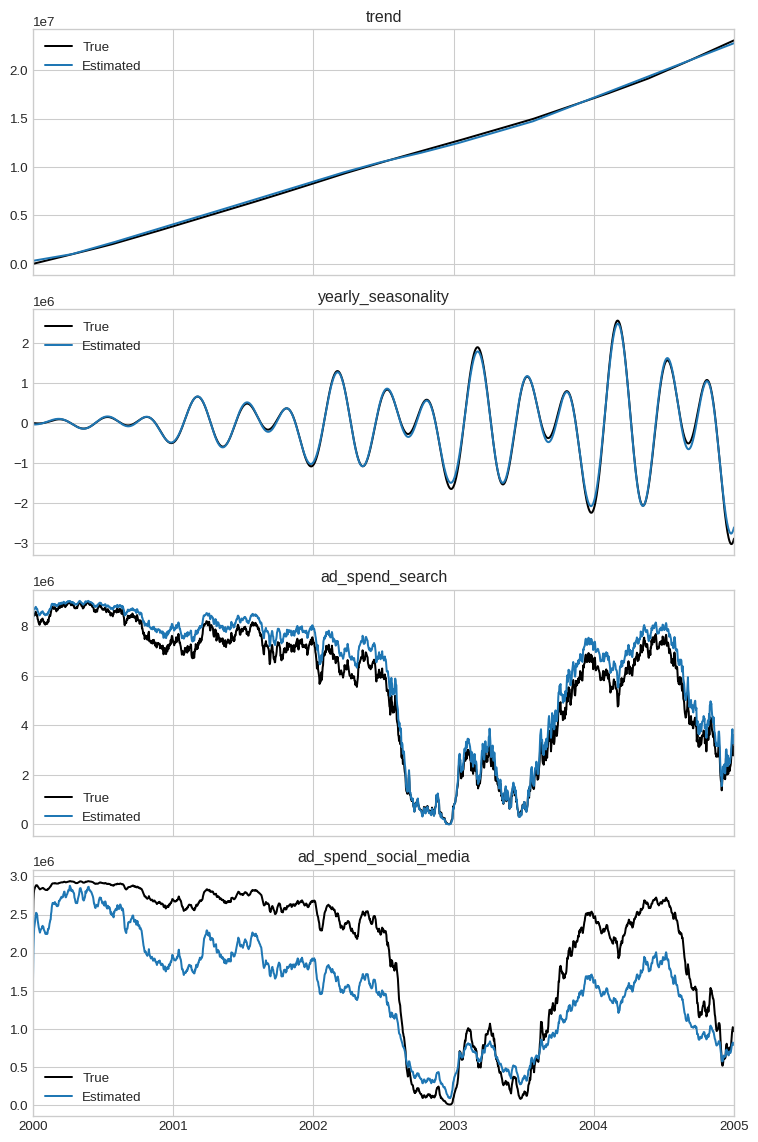 trend
1e7
True
Estimated
2.0
1.5
1.0
0.5
0.0
yearly_seasonality
1e6
True
Estimated
2
1
0
−1
−2
−3
ad_spend_search
1e6
8
6
4
2
0
True
Estimated
ad_spend_social_media
1e6
3.0
2.5
2.0
1.5
1.0
0.5
0.0
True
Estimated
2000 2001 2002 2003 2004 2005